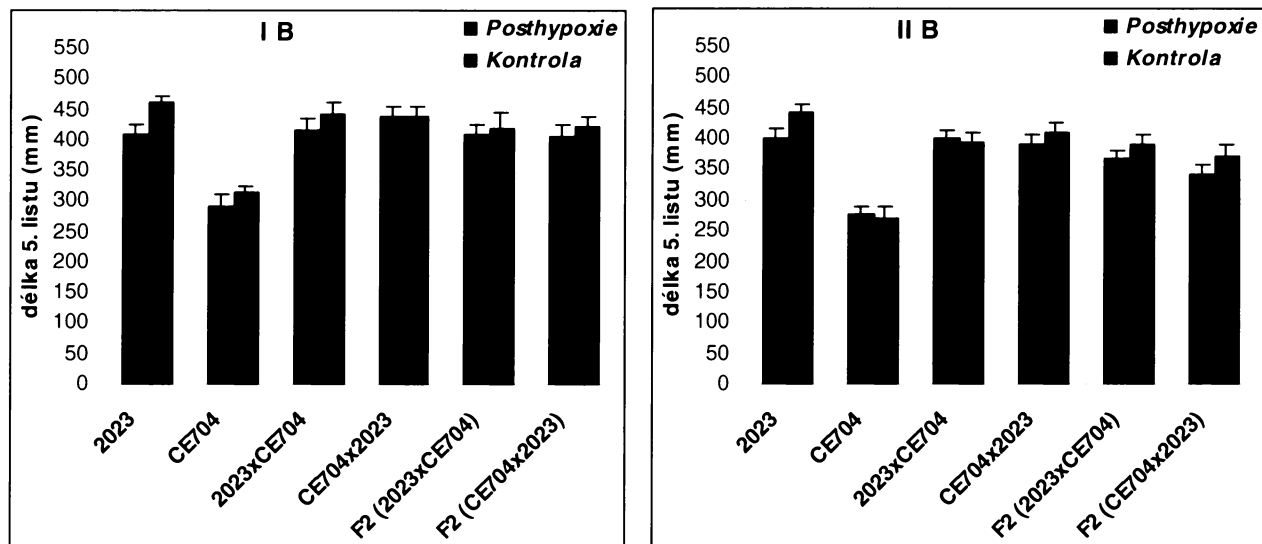 I B
Posthypoxie
Kontrola
délka 5. listu (mm)
550
500
450
400
350
300
250
200
150
100
50
0
2023
CE704
2023xCE704
CE704x2023
F2 (2023xCE704)
F2 (CE704x2023)
II B
Posthypoxie
Kontrola
délka 5. listu (mm)
550
500
450
400
350
300
250
200
150
100
50
0
2023
CE704
2023xCE704
CE704x2023
F2 (2023xCE704)
F2 (CE704x2023)